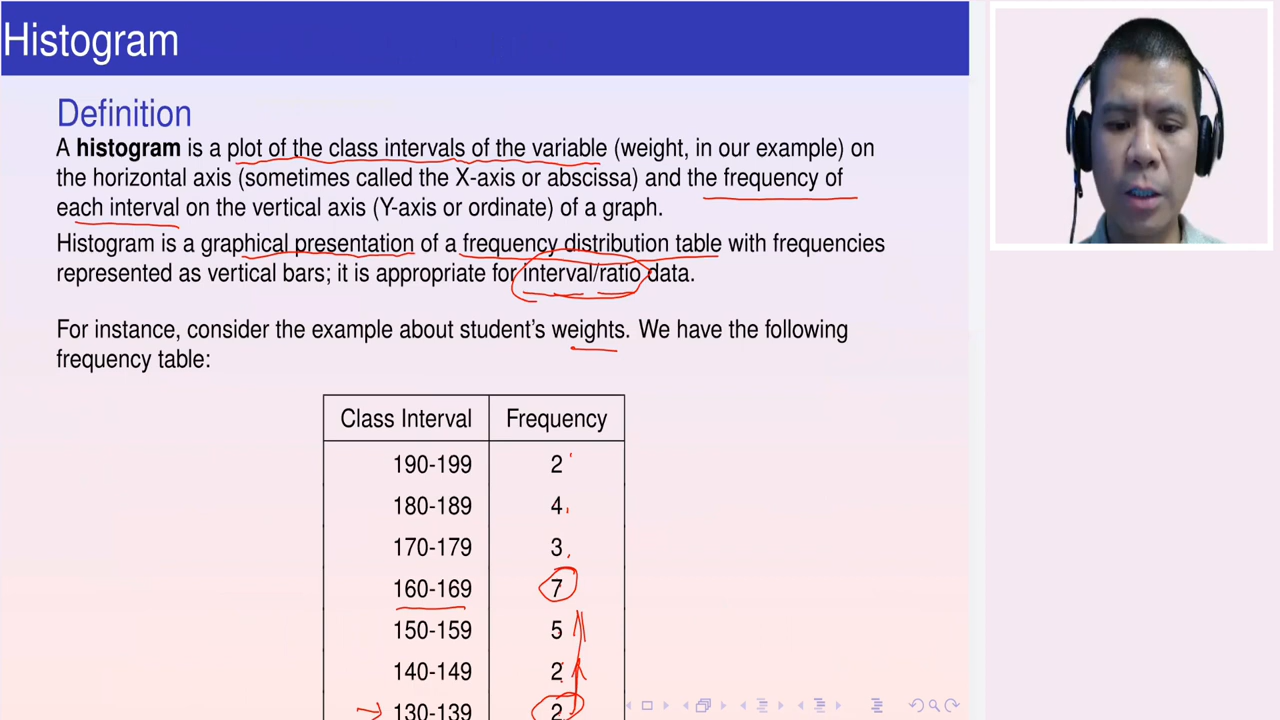 Histogram
Definition
A histogram is a plot of the class intervals of the variable (weight, in our example) on
the horizontal axis (sometimes called the X-axis or abscissa) and the frequency of
each interval on the vertical axis (Y-axis or ordinate) of a graph.
Histogram is a graphical presentation of a frequency distribution table with frequencies
represented as vertical bars; it is appropriate for interval/ratio data.
For instance, consider the example about student's weights. We have the following
frequency table:
Class Interval Frequency
190-199 2
180-189 4
170-179 3
160-169 7
150-159 5
140-149 2
130-139 2